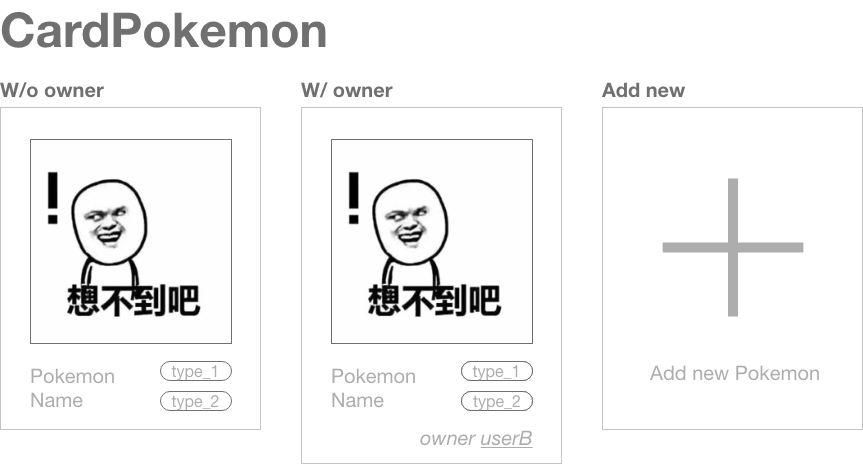 CardPokemon
W/o owner
W/ owner
Add new
!
想不到吧
!
想不到吧
Pokemon
Name
type_1
type_2
Pokemon
Name
type_1
type_2
owner userB
Add new Pokemon